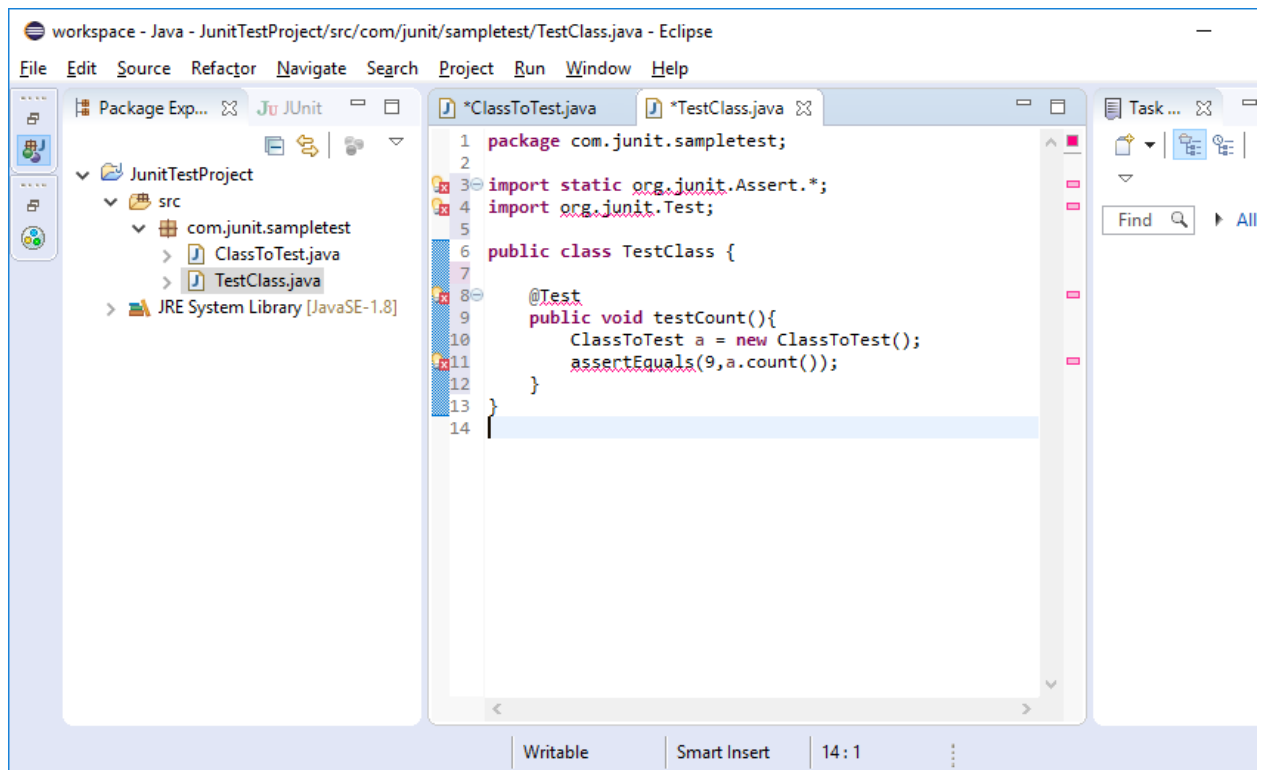 workspace - Java - JunitTestProject/src/com/junit/sampletest/TestClass.java - Eclipse
File Edit Source Refactor Navigate Search Project Run Window Help
Package Exp... JUnit
JunitTestProject
src
com.junit.sampletest
ClassToTest.java
TestClass.java
JRE System Library [JavaSE-1.8]
*ClassToTest.java *TestClass.java
1 package com.junit.sampletest;
2
3 import static org.junit.Assert.*;
4 import org.junit.Test;
5
6 public class TestClass {
7
8 @Test
9 public void testCount(){
10 ClassToTest a = new ClassToTest();
11 assertEquals(9,a.count());
12 }
13 }
14
Task ...
Find All
Writable Smart Insert 14 : 1